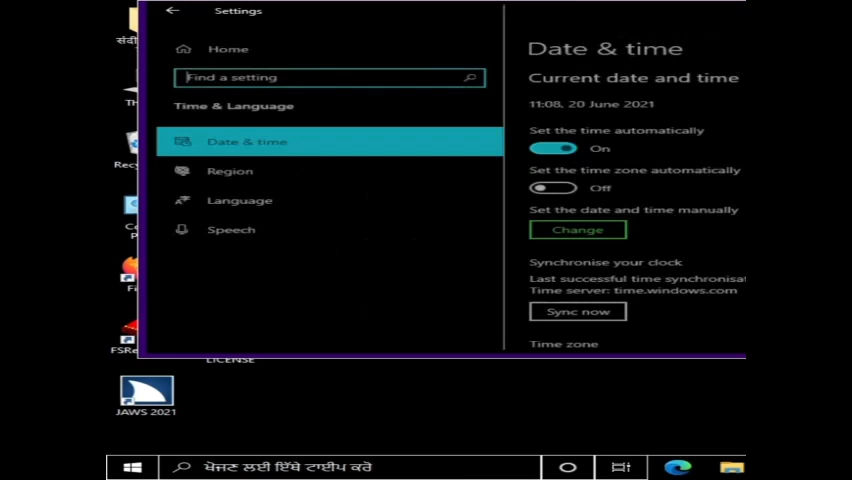 Settings
Home
Find a setting
Time & Language
Date & time
Region
Language
Speech
Date & time
Current date and time
11:08, 20 June 2021
Set the time automatically
On
Set the time zone automatically
Off
Set the date and time manually
Change
Synchronise your clock
Last successful time
Time server: time.windows.com
Sync now
Time zone
LICENSE
JAWS 2021
ਖੋਜਣ ਲਈ ਇੱਥੇ ਟਾਈਪ ਕਰੋ